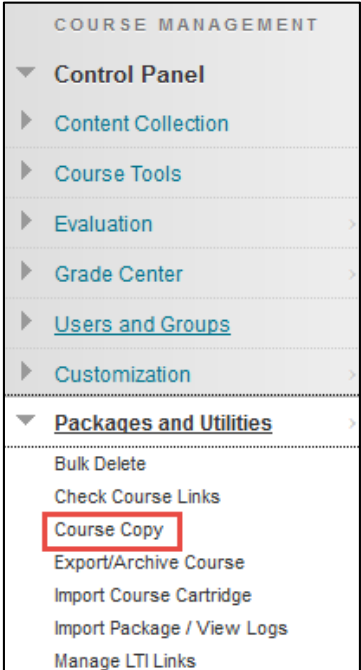 COURSE MANAGEMENT
Control Panel
Content Collection
Course Tools
Evaluation
Grade Center
Users and Groups
Customization
Packages and Utilities
Bulk Delete
Check Course Links
Course Copy
Export/Archive Course
Import Course Cartridge
Import Package / View Logs
Manage LTI Links